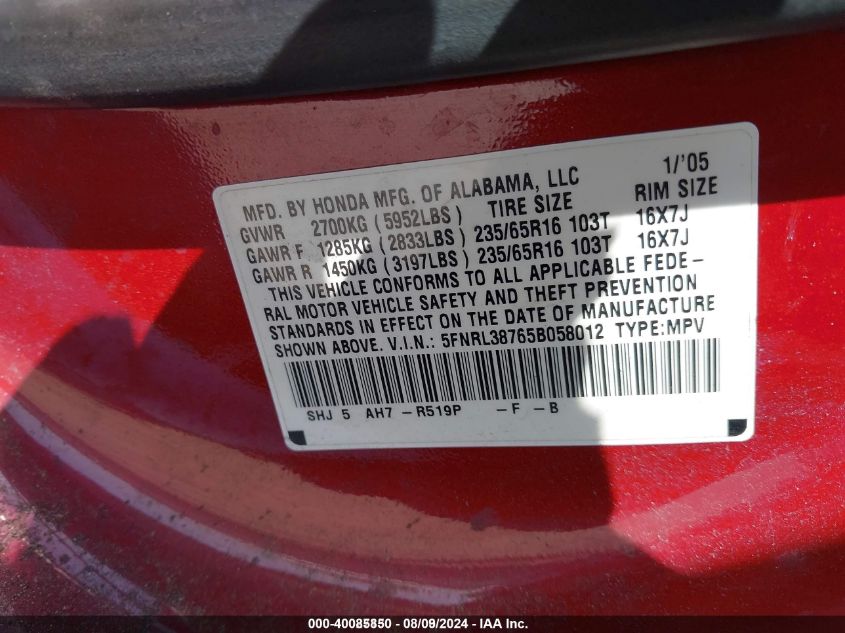 MFD. BY HONDA MFG. OF ALABAMA, LLC 1/'05
GVWR 2700KG (5952LBS) TIRE SIZE RIM SIZE
GAWR F 1285KG (2833LBS) 235/65R16 103T 16X7J
GAWR R 1450KG (3197LBS) 235/65R16 103T 16X7J
THIS VEHICLE CONFORMS TO ALL APPLICABLE FEDE-
RAL MOTOR VEHICLE SAFETY AND THEFT PREVENTION
STANDARDS IN EFFECT ON THE DATE OF MANUFACTURE
SHOWN ABOVE. V.I.N.: 5FNRL38765B058012 TYPE:MPV
SHJ 5 AH7 -R519P -F -B
000-40085850 - 08/09/2024 - IAAI Inc.